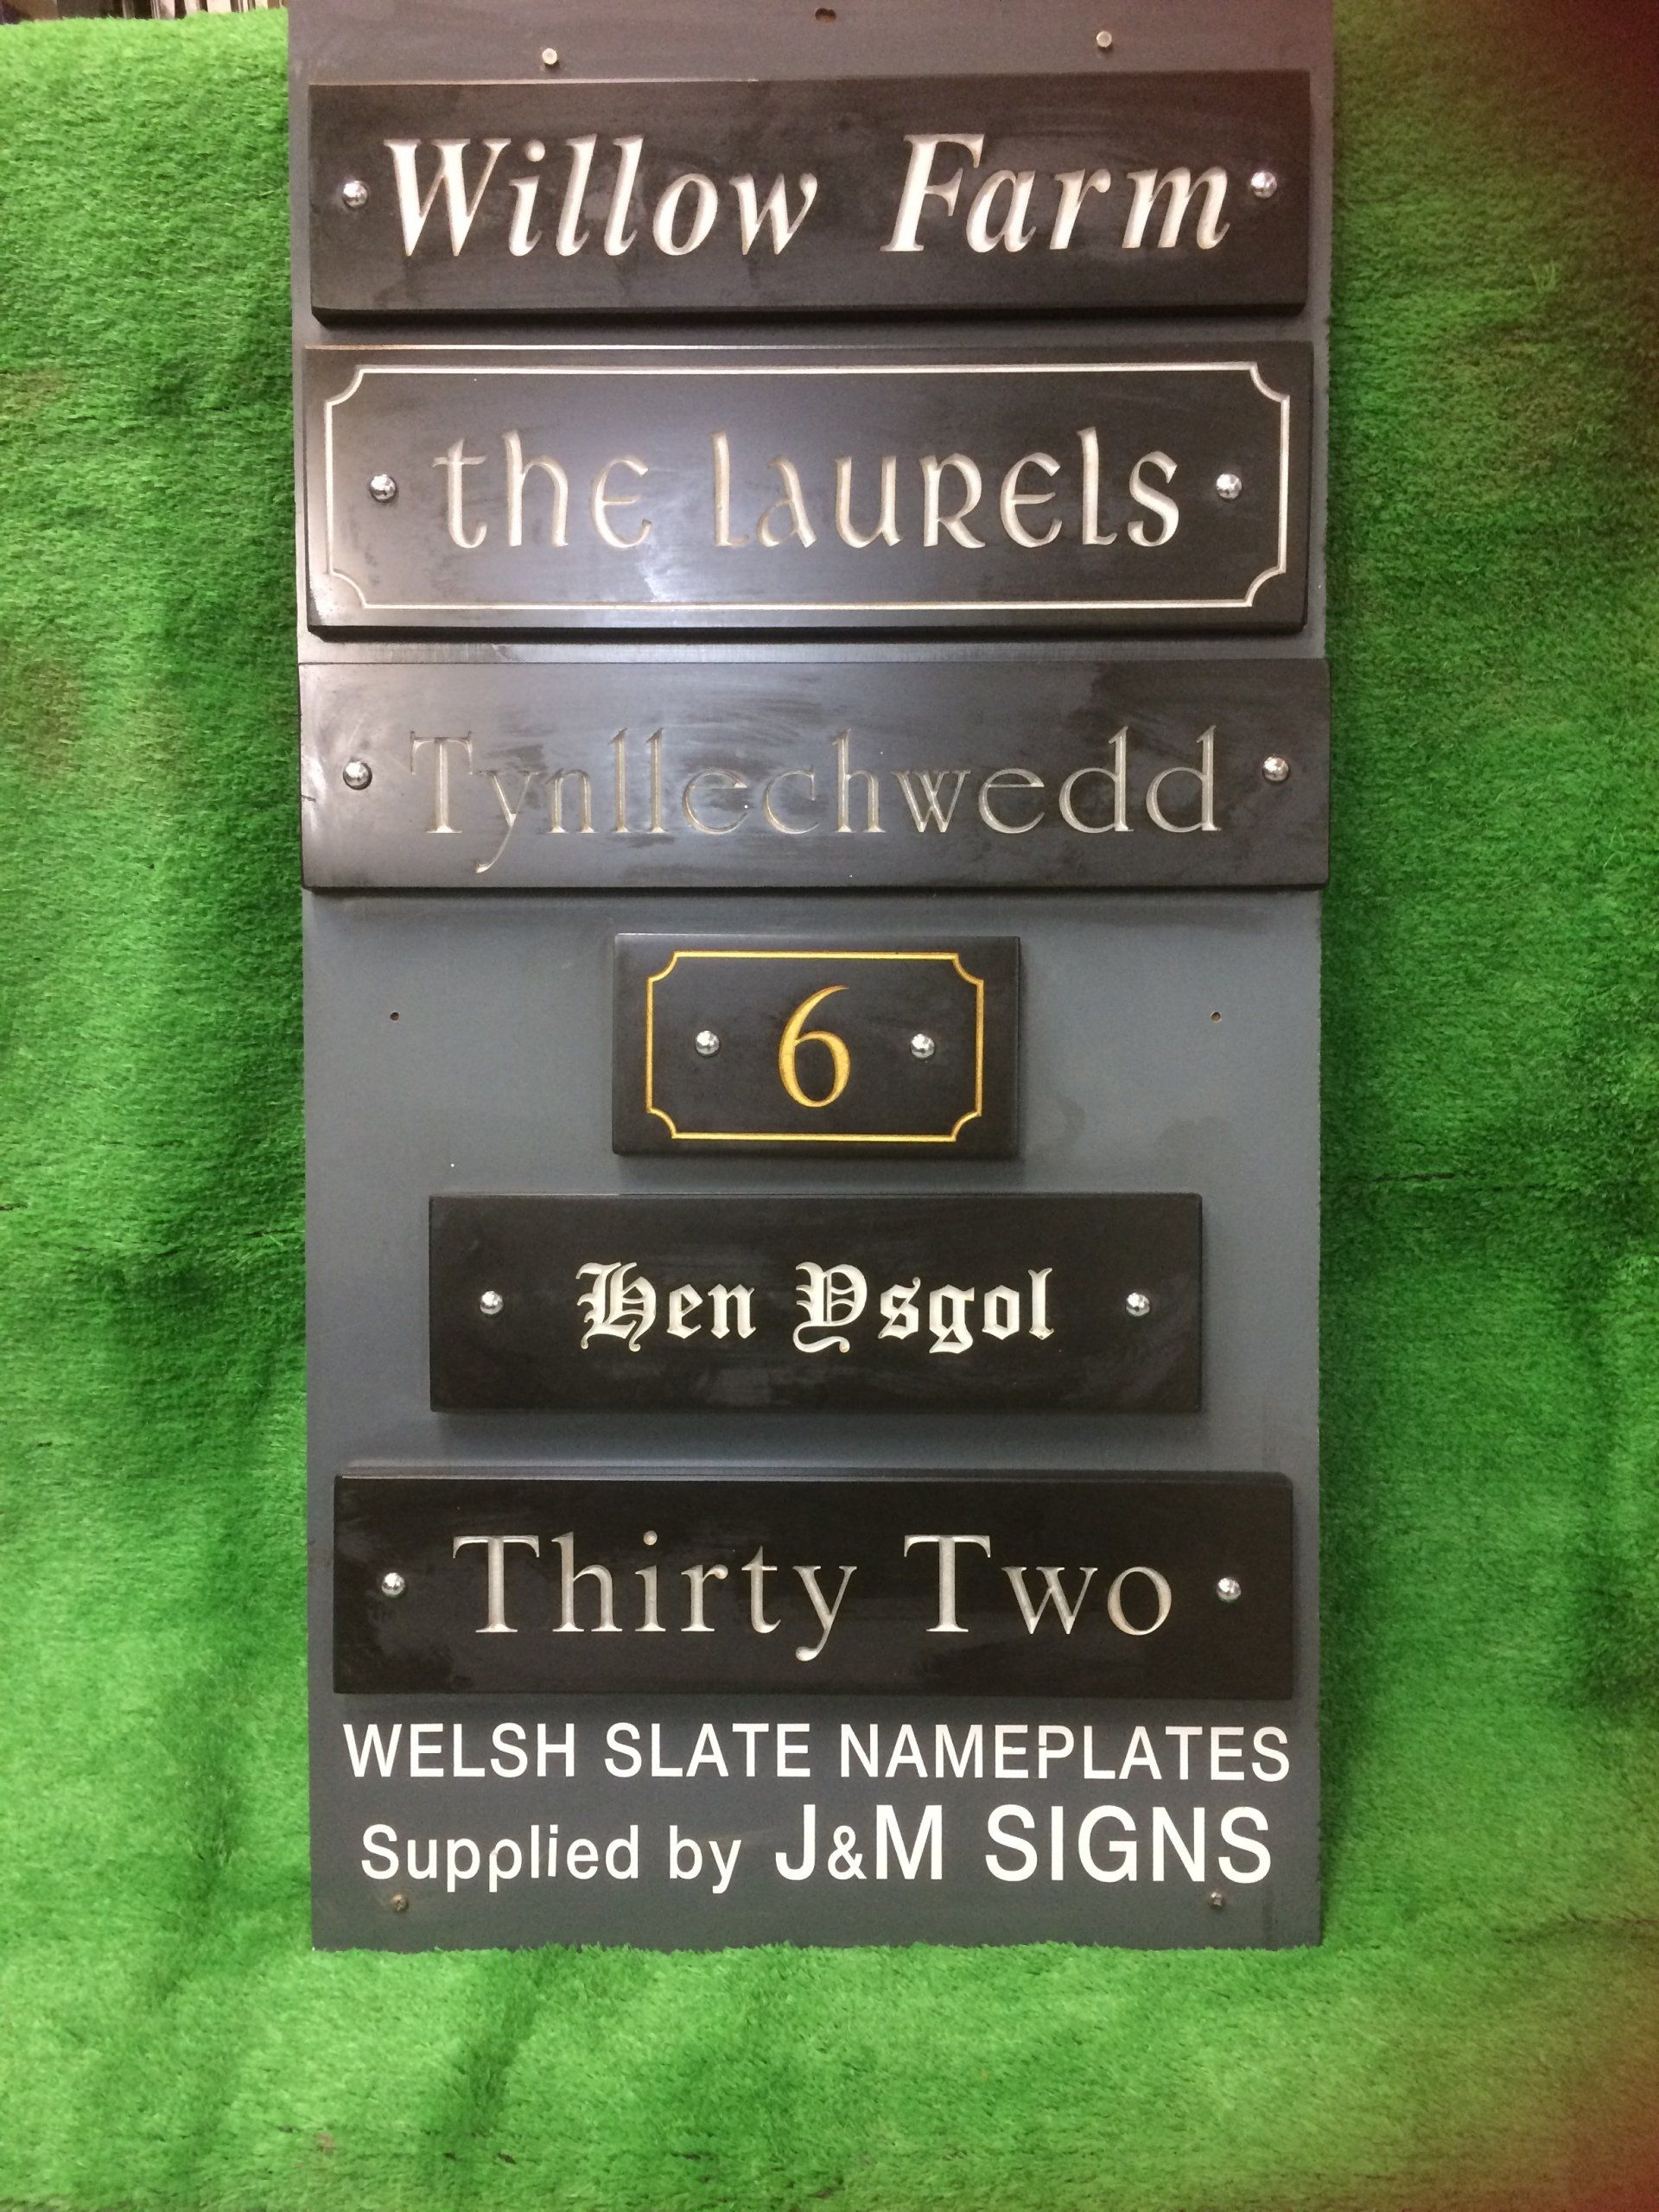 Willow Farm
the Laurels
Tynllechwedd
6
Hen Ysgol
Thirty Two
WELSH SLATE NAMEPLATES
Supplied by J&M SIGNS